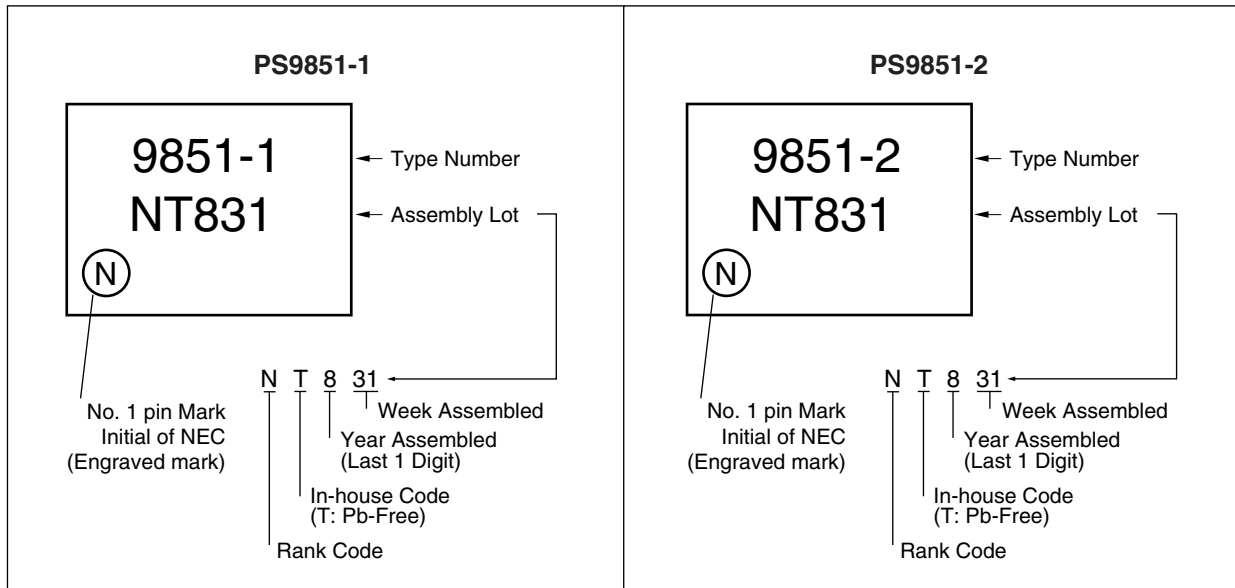 PS9851-1
9851-1
Type Number
NT831
Assembly Lot
N
N T 8 31
No. 1 pin Mark
Initial of NEC
(Engraved mark)
Week Assembled
Year Assembled
(Last 1 Digit)
In-house Code
(T: Pb-Free)
Rank Code
PS9851-2
9851-2
Type Number
NT831
Assembly Lot
N
N T 8 31
No. 1 pin Mark
Initial of NEC
(Engraved mark)
Week Assembled
Year Assembled
(Last 1 Digit)
In-house Code
(T: Pb-Free)
Rank Code